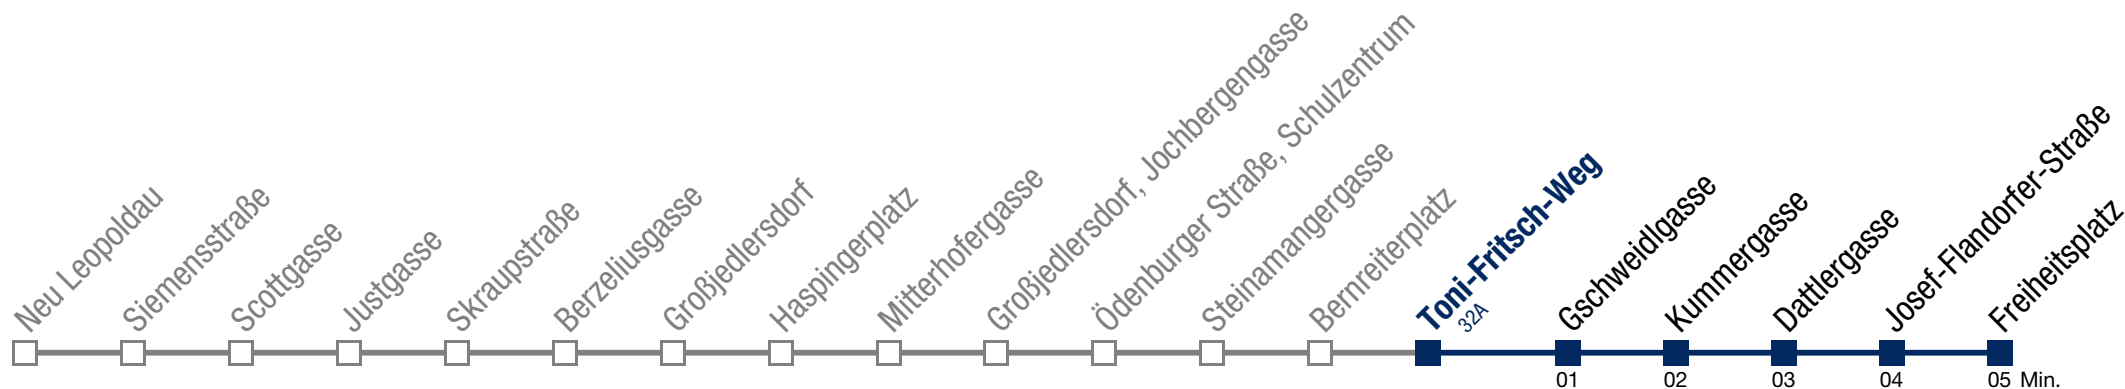 Neu Leopoldau
Siemensstraße
Scottgasse
Justgasse
Skraupstraße
Berzeliusgasse
Großjedlersdorf
Haspingerplatz
Mitterhofergasse
Großjedlersdorf, Jochbergengasse
Ödenburger Straße, Schulzentrum
Steinamangergasse
Bernreiterplatz
Toni-Fritsch-Weg
32A
Gschweidlgasse
Kummergasse
Dattlergasse
Josef-Flandorfer-Straße
Freiheitsplatz
01 02 03 04 05 Min.